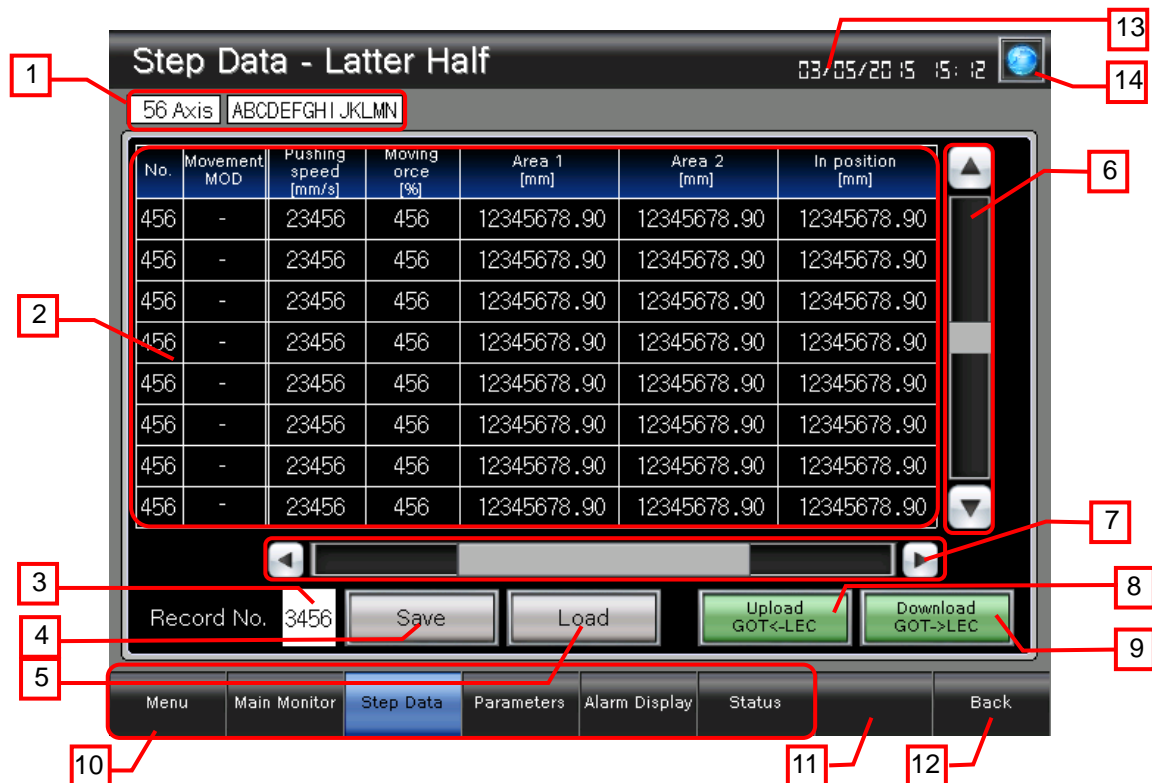 13
Step Data - Latter Half
03/05/2015 15:12
1
14
56 Axis ABCDEFGHIJKLMN
No. Movement MOD Pushing speed [mm/s] Moving orce [%] Area 1 [mm] Area 2 [mm] In position [mm]
6
456 - 23456 456 12345678.90 12345678.90 12345678.90
456 - 23456 456 12345678.90 12345678.90 12345678.90
456 - 23456 456 12345678.90 12345678.90 12345678.90
2
456 - 23456 456 12345678.90 12345678.90 12345678.90
456 - 23456 456 12345678.90 12345678.90 12345678.90
456 - 23456 456 12345678.90 12345678.90 12345678.90
456 - 23456 456 12345678.90 12345678.90 12345678.90
456 - 23456 456 12345678.90 12345678.90 12345678.90
7
3
8
Record No. 3456 Save Load Upload GOT<-LEC Download GOT->LEC
4
9
5
Menu Main Monitor Step Data Parameters Alarm Display Status Back
10
11
12